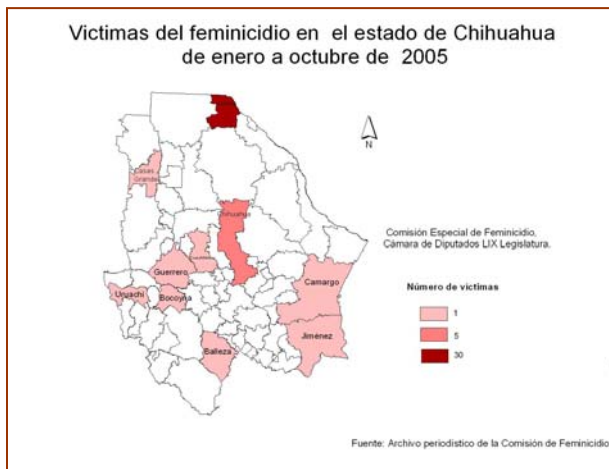 Victimas del feminicidio en el estado de Chihuahua
de enero a octubre de 2005
N
Casas
Grandes
Chihuahua
Comisión Especial de Feminicidio,
Cámara de Diputados LIX Legislatura.
Guerrero
Camargo
Uruachi
Bocoyna
Número de victimas
1
Jiménez
5
Balleza
30
Fuente: Archivo periodístico de la Comisión de Feminicidio